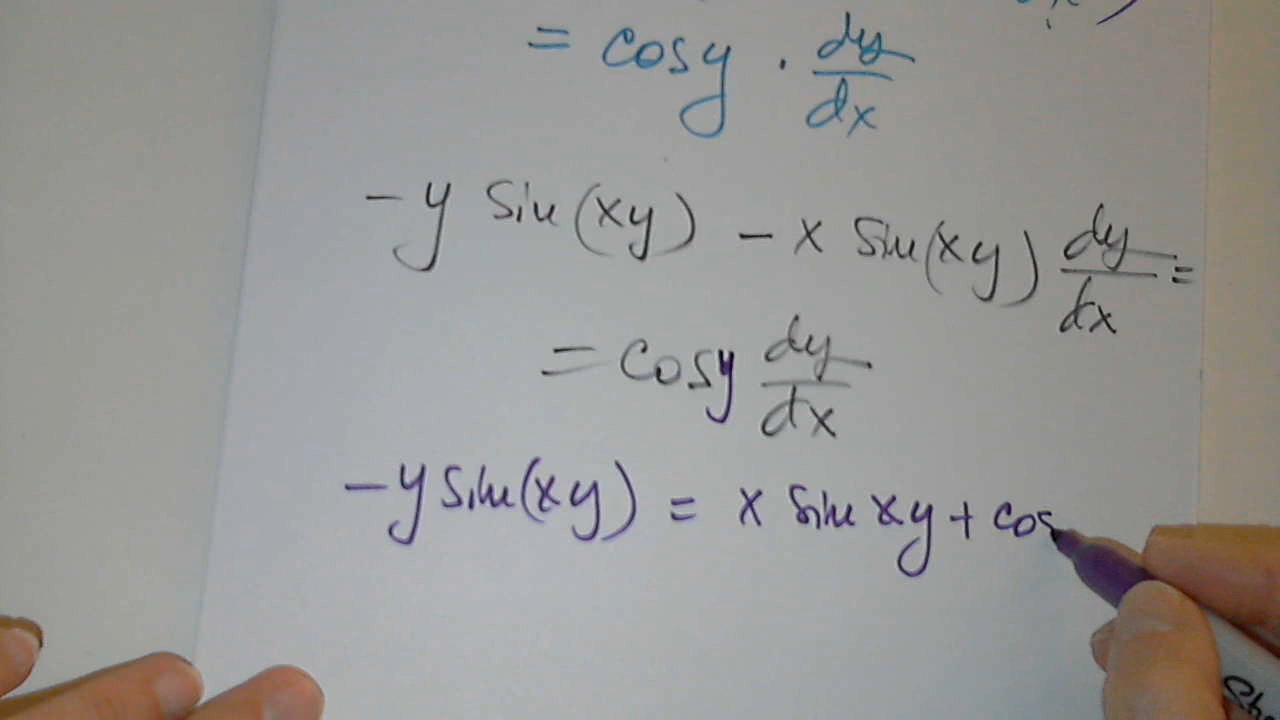 = cos y · dy/dx
-y sin(xy) - x sin(xy) dy/dx =
= cos y dy/dx
-y sin(xy) = x sin xy + cos